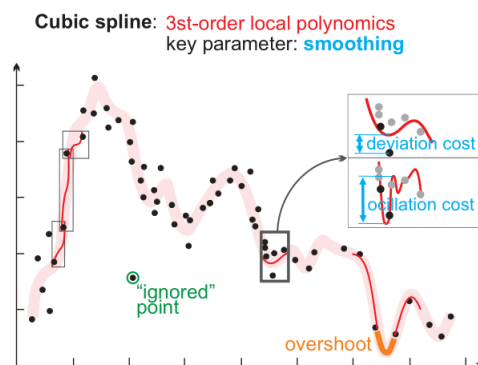 Cubic spline: 3st-order local polynomics
key parameter: smoothing
deviation cost
ocillation cost
"ignored"
point
overshoot